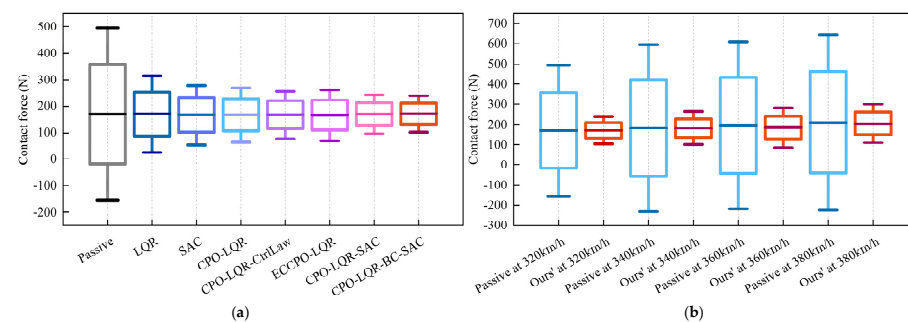 Contact force (N)
500
400
300
200
100
0
-100
-200
Passive
LQR
SAC
CPO-LQR
CPO-LQR-CtrlLaw
ECCPO-LQR
CPO-LQR-SAC
CPO-LQR-BC-SAC
(a)
Contact force (N)
700
600
500
400
300
200
100
0
-100
-200
-300
Passive at 320km/h
Ours' at 320km/h
Passive at 340km/h
Ours' at 340km/h
Passive at 360km/h
Ours' at 360km/h
Passive at 380km/h
Ours' at 380km/h
(b)